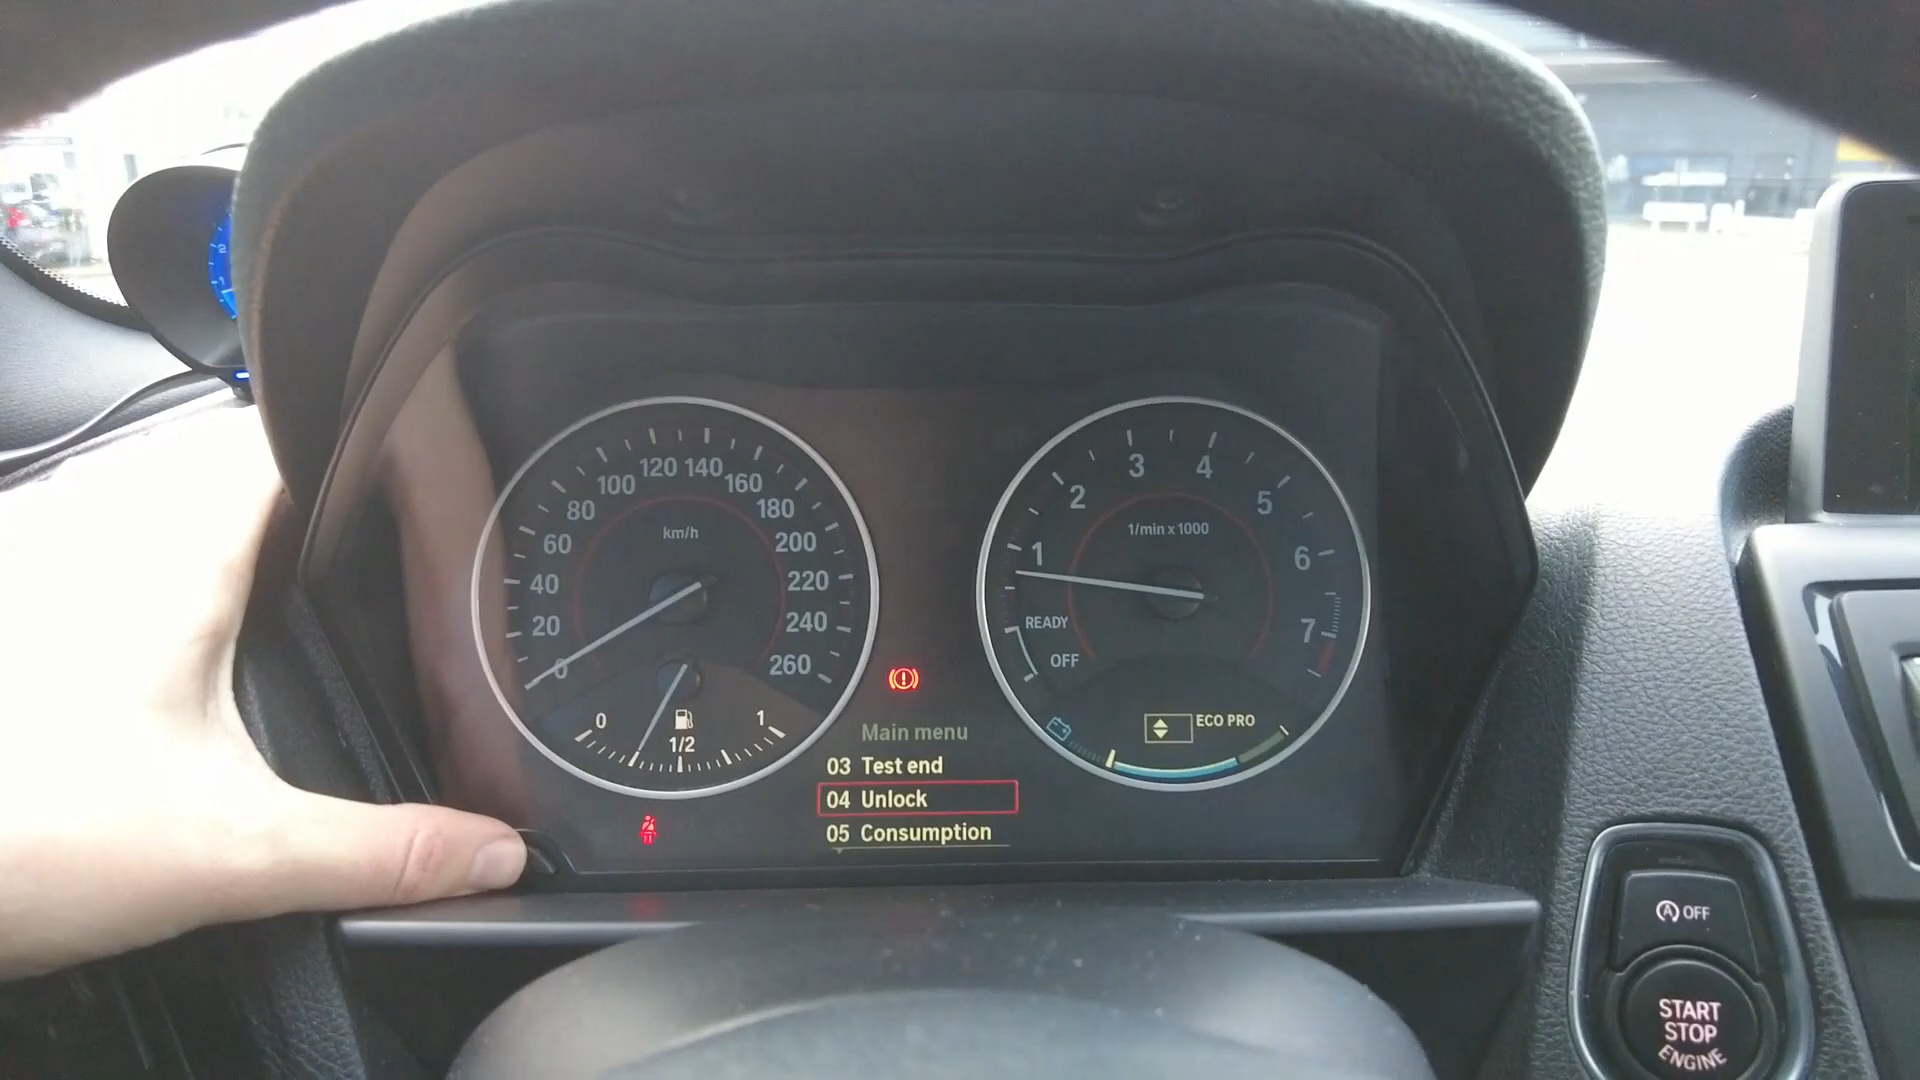 120 140
100 160
80 180
km/h
60 200
40 220
20 240
0 260
0 1
1/2
3 4
2 5
1/min x 1000
1 6
READY 7
OFF
ECO PRO
Main menu
03 Test end
04 Unlock
05 Consumption
A OFF
START
STOP
ENGINE